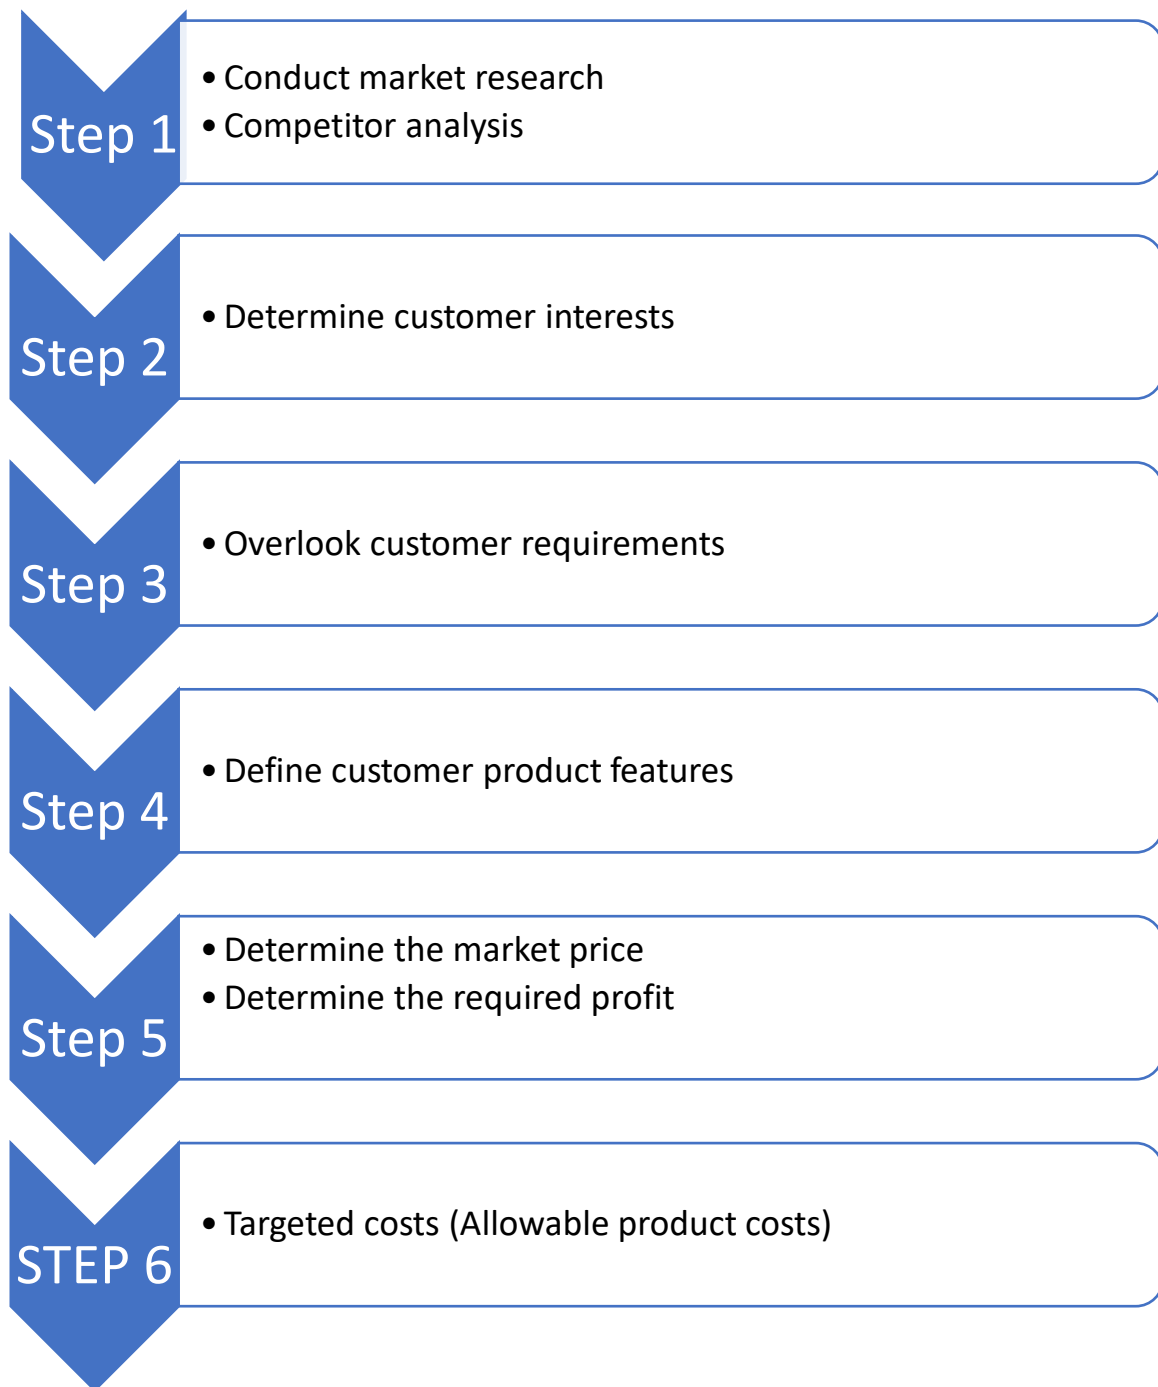 Step 1
• Conduct market research
• Competitor analysis
Step 2
• Determine customer interests
Step 3
• Overlook customer requirements
Step 4
• Define customer product features
Step 5
• Determine the market price
• Determine the required profit
STEP 6
• Targeted costs (Allowable product costs)